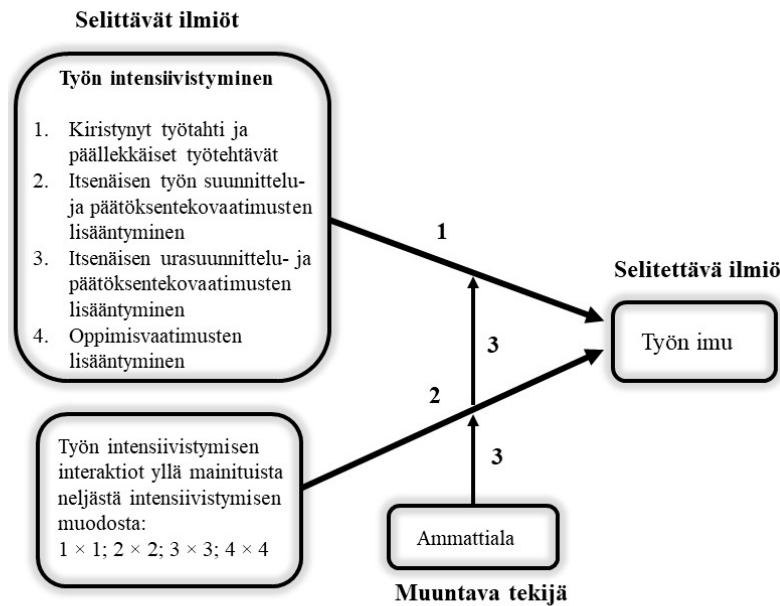 Selittävät ilmiöt
Työn intensiivistyminen
1. Kiristynyt työtahti ja
päällekkäiset työtehtävät
2. Itsenäisen työn suunnittelu-
ja päätöksentekovaatimusten
lisääntyminen
3. Itsenäisen urasuunnittelu- ja
päätöksentekovaatimusten
lisääntyminen
4. Oppimisvaatimusten
lisääntyminen
1
Selitettävä ilmiö
Työn imu
3
2
Työn intensiivistymisen
interaktiot yllä mainituista
neljästä intensiivistymisen
muodosta:
1 × 1; 2 × 2; 3 × 3; 4 × 4
3
Ammattiala
Muuntava tekijä